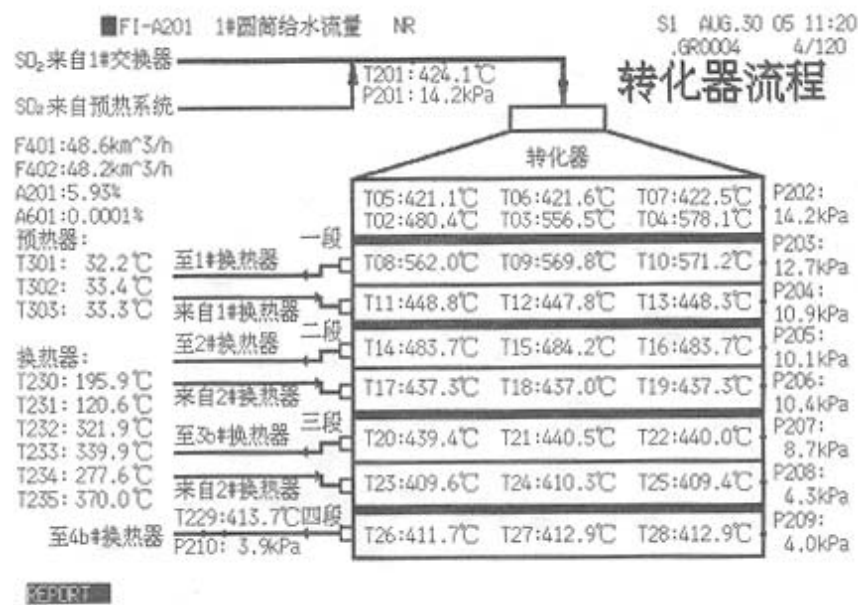 ■FI-A201 1#圆筒给水流量 NR
S1 AUG.30 05 11:20
.GR0004 4/120
转化器流程
SO₂来自1#交换器
T201:424.1℃
P201:14.2kPa
SO₂来自预热系统
转化器
F401:48.6km^3/h
F402:48.2km^3/h
A201:5.93%
A601:0.0001%
预热器:
T301: 32.2℃
T302: 33.4℃
T303: 33.3℃
换热器:
T230:195.9℃
T231:120.6℃
T232:321.9℃
T233:339.9℃
T234:277.6℃
T235:370.0℃
一段
至1#换热器
来自1#换热器
二段
至2#换热器
来自2#换热器
三段
至3b#换热器
来自2#换热器
T229:413.7℃四段
至4b#换热器
P210: 3.9kPa
T05:421.1℃ T06:421.6℃ T07:422.5℃
T02:480.4℃ T03:556.5℃ T04:578.1℃
T08:562.0℃ T09:569.8℃ T10:571.2℃
T11:448.8℃ T12:447.8℃ T13:448.3℃
T14:483.7℃ T15:484.2℃ T16:483.7℃
T17:437.3℃ T18:437.0℃ T19:437.3℃
T20:439.4℃ T21:440.5℃ T22:440.0℃
T23:409.6℃ T24:410.3℃ T25:409.4℃
T26:411.7℃ T27:412.9℃ T28:412.9℃
P202:
14.2kPa
P203:
12.7kPa
P204:
10.9kPa
P205:
10.1kPa
P206:
10.4kPa
P207:
8.7kPa
P208:
4.3kPa
P209:
4.0kPa
REPORT